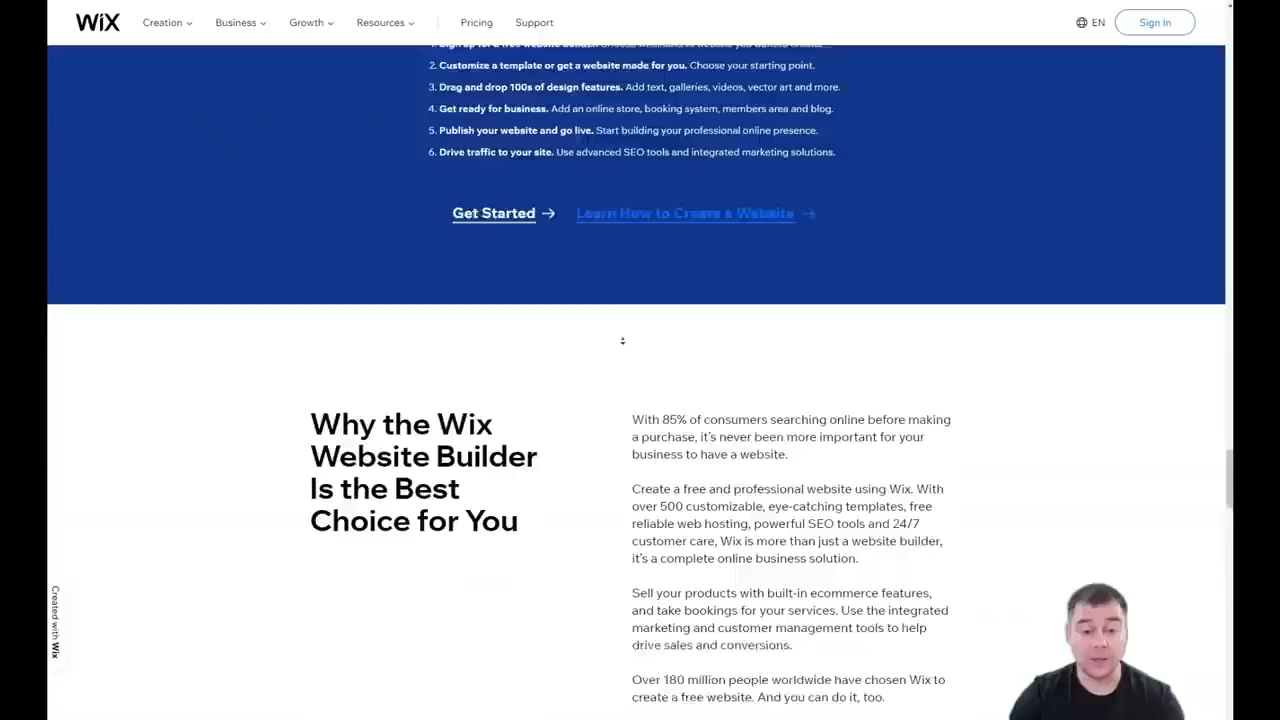 WiX
Creation
Business
Growth
Resources
Pricing
Support
EN
Sign In
2. Customize a template or get a website made for you. Choose your starting point.
3. Drag and drop 100s of design features. Add text, galleries, videos, vector art and more.
4. Get ready for business. Add an online store, booking system, members area and blog.
5. Publish your website and go live. Start building your professional online presence.
6. Drive traffic to your site. Use advanced SEO tools and integrated marketing solutions.
Get Started →
Learn How to Create a Website →
Why the Wix
Website Builder
Is the Best
Choice for You
With 85% of consumers searching online before making
a purchase, it's never been more important for your
business to have a website.
Create a free and professional website using Wix. With
over 500 customizable, eye-catching templates, free
reliable web hosting, powerful SEO tools and 24/7
customer care, Wix is more than just a website builder,
it's a complete online business solution.
Sell your products with built-in ecommerce features,
and take bookings for your services. Use the integrated
marketing and customer management tools to help
drive sales and conversions.
Over 180 million people worldwide have chosen Wix to
create a free website. And you can do it, too.
Created with Wix